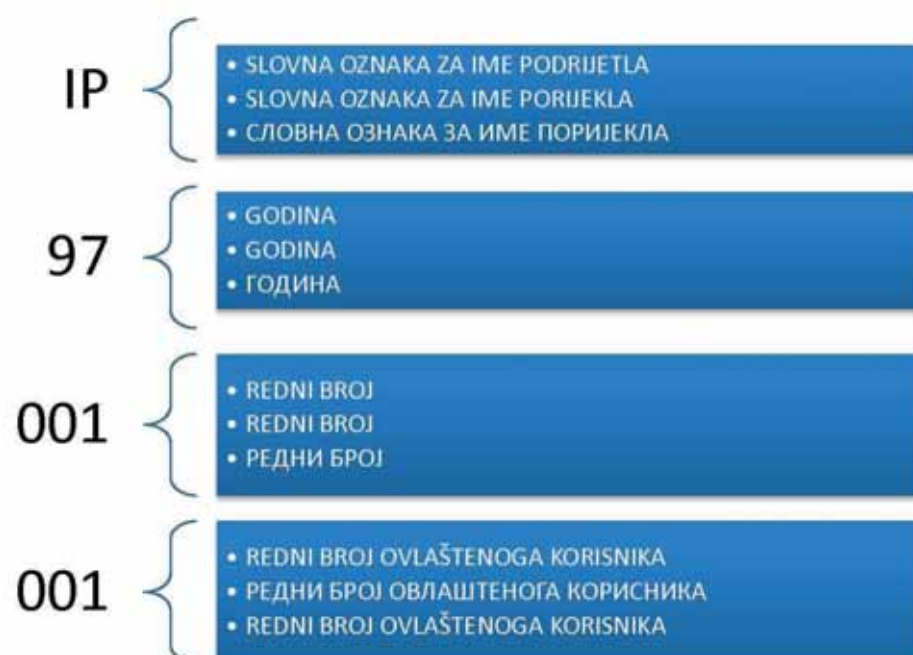 IP
• SLOVNA OZNAKA ZA IME PODRIJETLA
• SLOVNA OZNAKA ZA IME PORIJEKLA
• СЛОВНА ОЗНАКА ЗА ИМЕ ПОРИЈЕКЛА
97
• GODINA
• GODINA
• ГОДИНА
001
• REDNI BROJ
• REDNI BROJ
• РЕДНИ БРОЈ
001
• REDNI BROJ OVLAŠTENOGA KORISNIKA
• РЕДНИ БРОЈ ОВЛАШТЕНОГА КОРИСНИКА
• REDNI BROJ OVLAŠTENOGA KORISNIKA